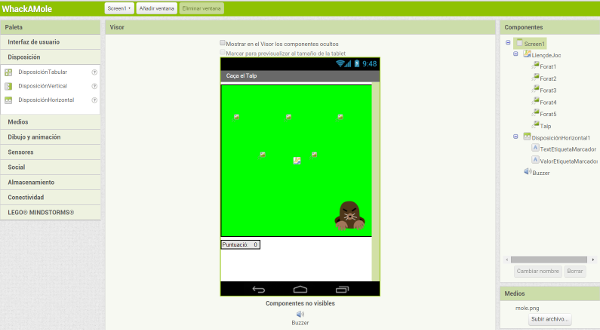 WhackAMole
Screen1 Añadir ventana Eliminar ventana
Paleta
Interfaz de usuario
Disposición
DisposiciónTabular
DisposiciónVertical
DisposiciónHorizontal
Medios
Dibujo y animación
Sensores
Social
Almacenamiento
Conectividad
LEGO® MINDSTORMS®
Visor
Mostrar en el Visor los componentes ocultos
Marcar para previsualizar el tamaño de la tablet
9:48
Caça el Talp
Puntuació 0
Componentes no visibles
Buzzer
Componentes
Screen1
LlençdeJoc
Forat1
Forat2
Forat3
Forat4
Forat5
Talp
DisposiciónHorizontal1
TextEtiquetaMarcador
ValorEtiquetaMarcador
Buzzer
Cambiar nombre Borrar
Medios
mole.png
Subir archivo...